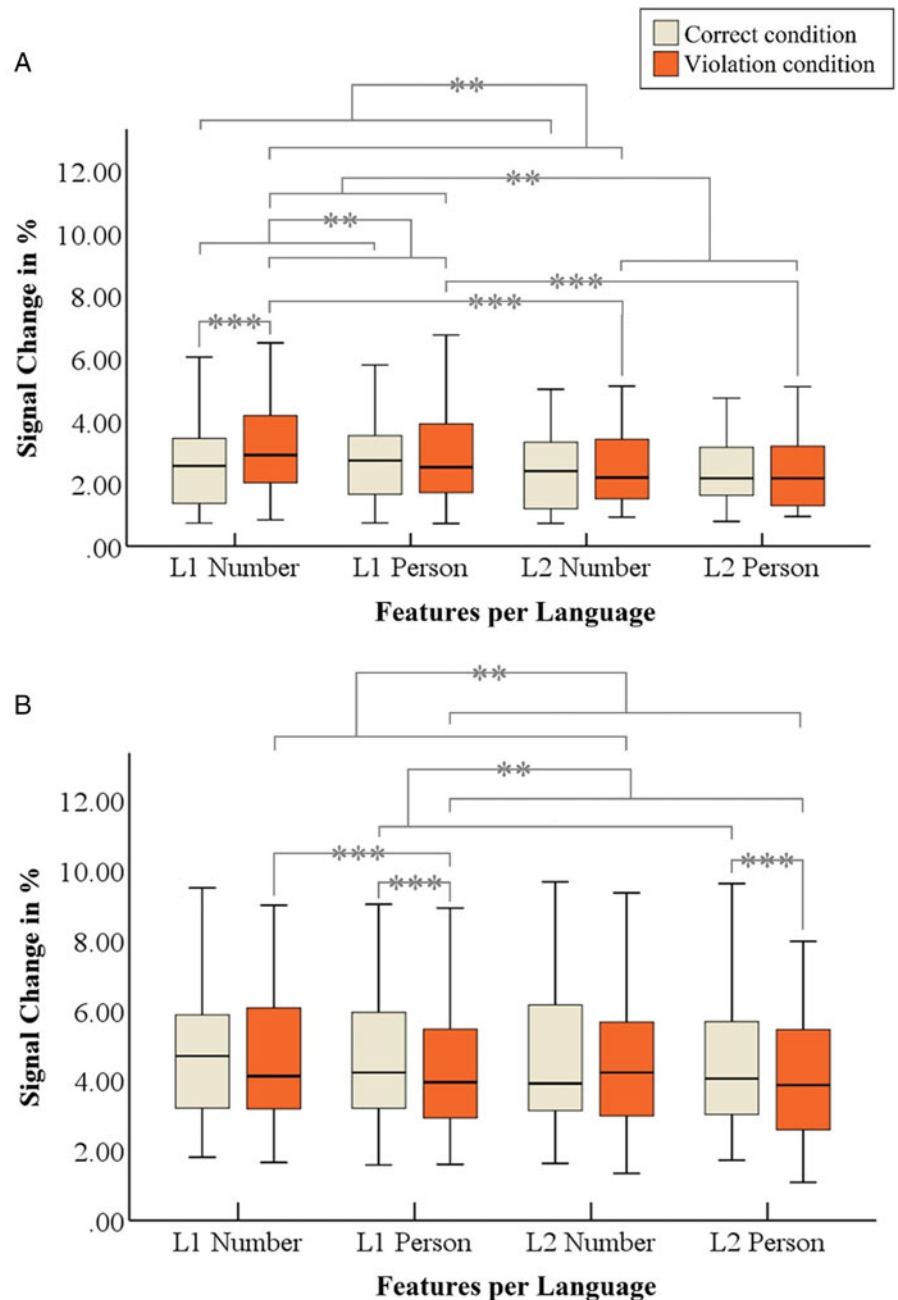 Correct condition
Violation condition
A
**
12.00
**
10.00
**
***
8.00
***
***
6.00
4.00
2.00
.00
Signal Change in %
L1 Number L1 Person L2 Number L2 Person
Features per Language
**
B
**
12.00
***
***
***
10.00
8.00
6.00
4.00
2.00
.00
Signal Change in %
L1 Number L1 Person L2 Number L2 Person
Features per Language